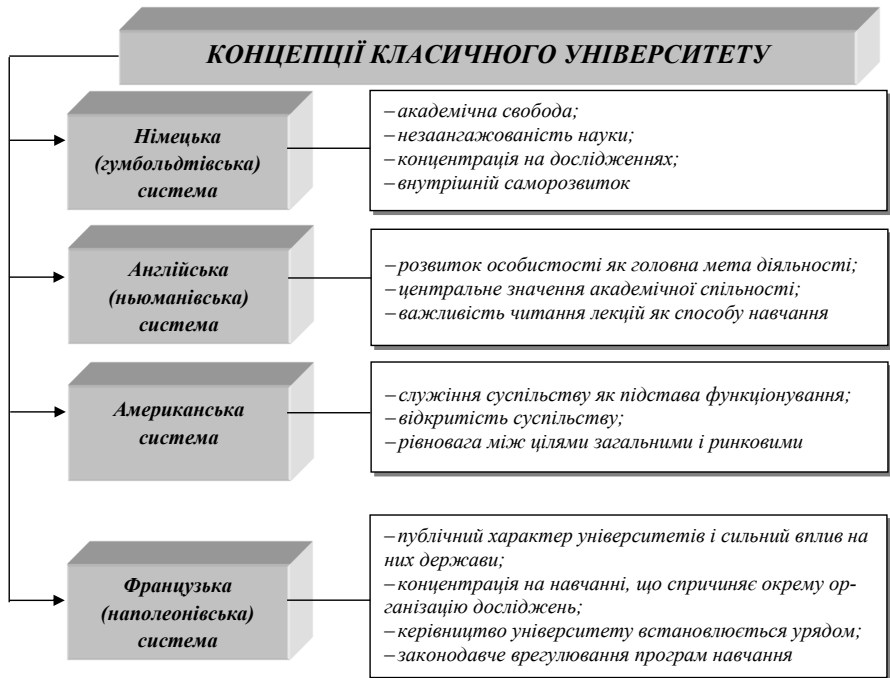 КОНЦЕПЦІЇ КЛАСИЧНОГО УНІВЕРСИТЕТУ
Німецька
(гумбольдтівська)
система
–академічна свобода;
–незаангажованість науки;
–концентрація на дослідженнях;
–внутрішній саморозвиток
Англійська
(ньюманівська)
система
–розвиток особистості як головна мета діяльності;
–центральне значення академічної спільності;
–важливість читання лекцій як способу навчання
Американська
система
–служіння суспільству як підстава функціонування;
–відкритість суспільству;
–рівновага між цілями загальними і ринковими
Французька
(наполеонівська)
система
–публічний характер університетів і сильний вплив на
них держави;
–концентрація на навчанні, що спричиняє окрему ор-
ганізацію досліджень;
–керівництво університету встановлюється урядом;
–законодавче врегулювання програм навчання